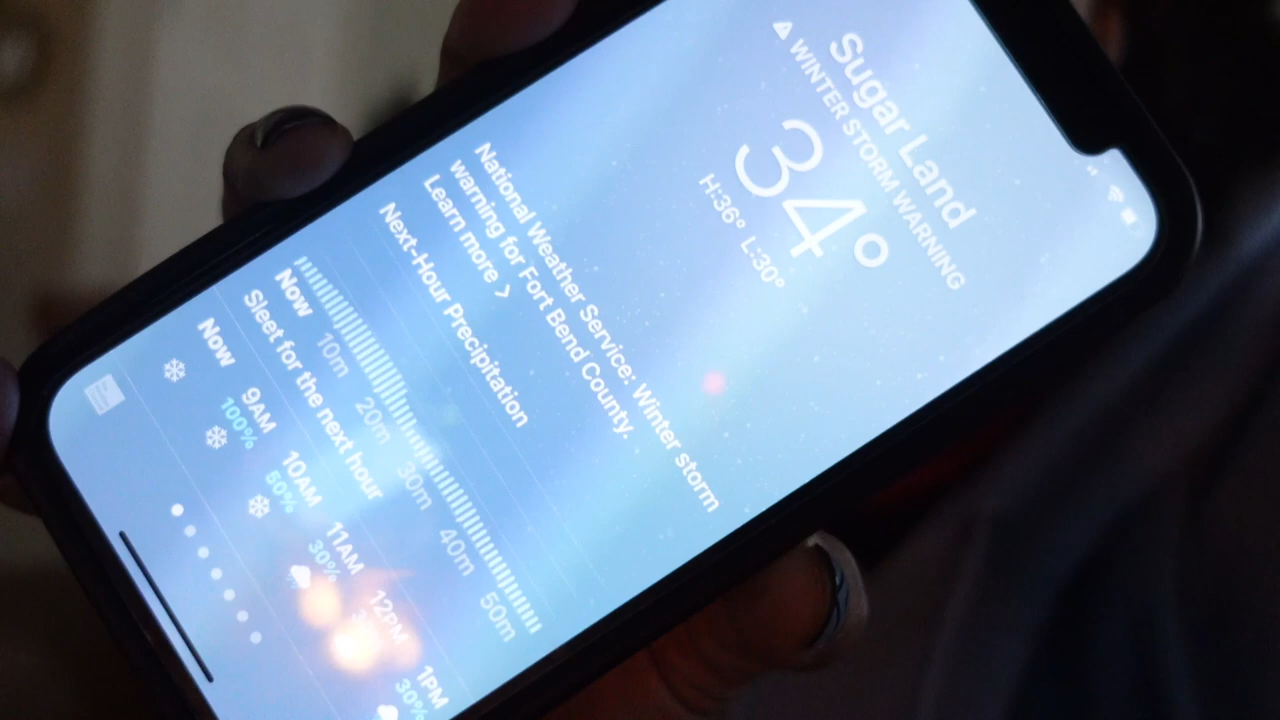 Sugar Land
WINTER STORM WARNING
34°
H:36° L:30°
National Weather Service: Winter storm
warning for Fort Bend County.
Learn more >
Next-Hour Precipitation
Now 10m 20m 30m 40m 50m
Sleet for the next hour
Now 9AM 10AM 11AM 12PM 1PM
100% 50% 30% 30%